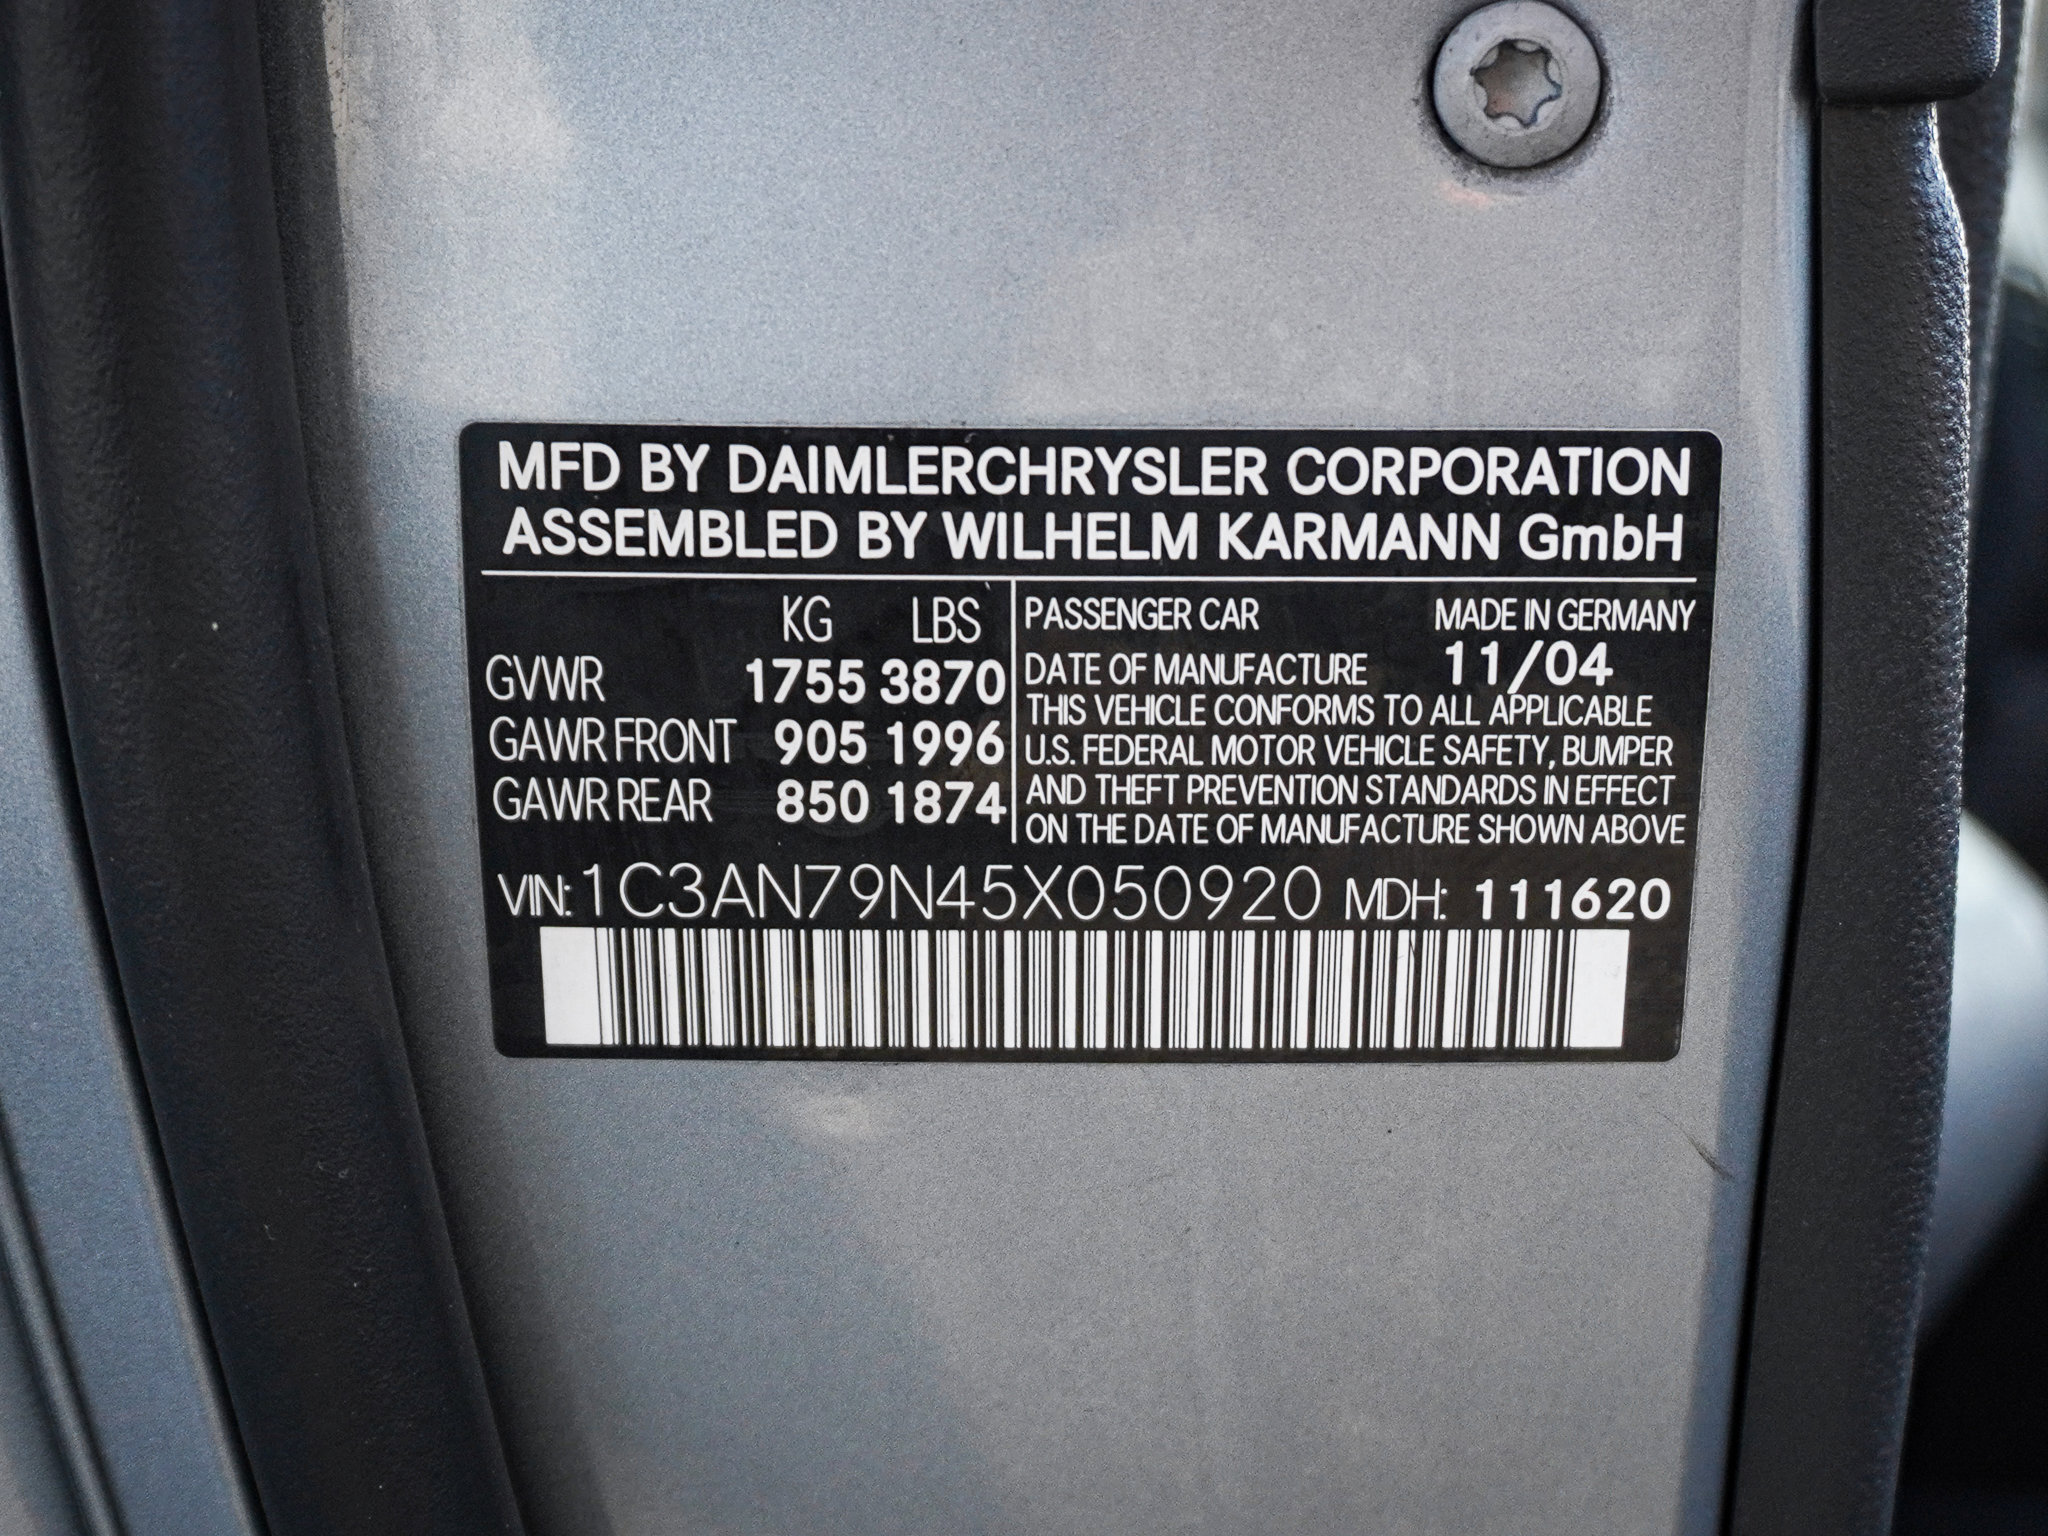 MFD BY DAIMLERCHRYSLER CORPORATION
ASSEMBLED BY WILHELM KARMANN GmbH
KG LBS
GVWR 1755 3870
GAWR FRONT 905 1996
GAWR REAR 850 1874
PASSENGER CAR MADE IN GERMANY
DATE OF MANUFACTURE 11/04
THIS VEHICLE CONFORMS TO ALL APPLICABLE
U.S. FEDERAL MOTOR VEHICLE SAFETY, BUMPER
AND THEFT PREVENTION STANDARDS IN EFFECT
ON THE DATE OF MANUFACTURE SHOWN ABOVE
VIN: 1C3AN79N45X050920 MDH: 111620